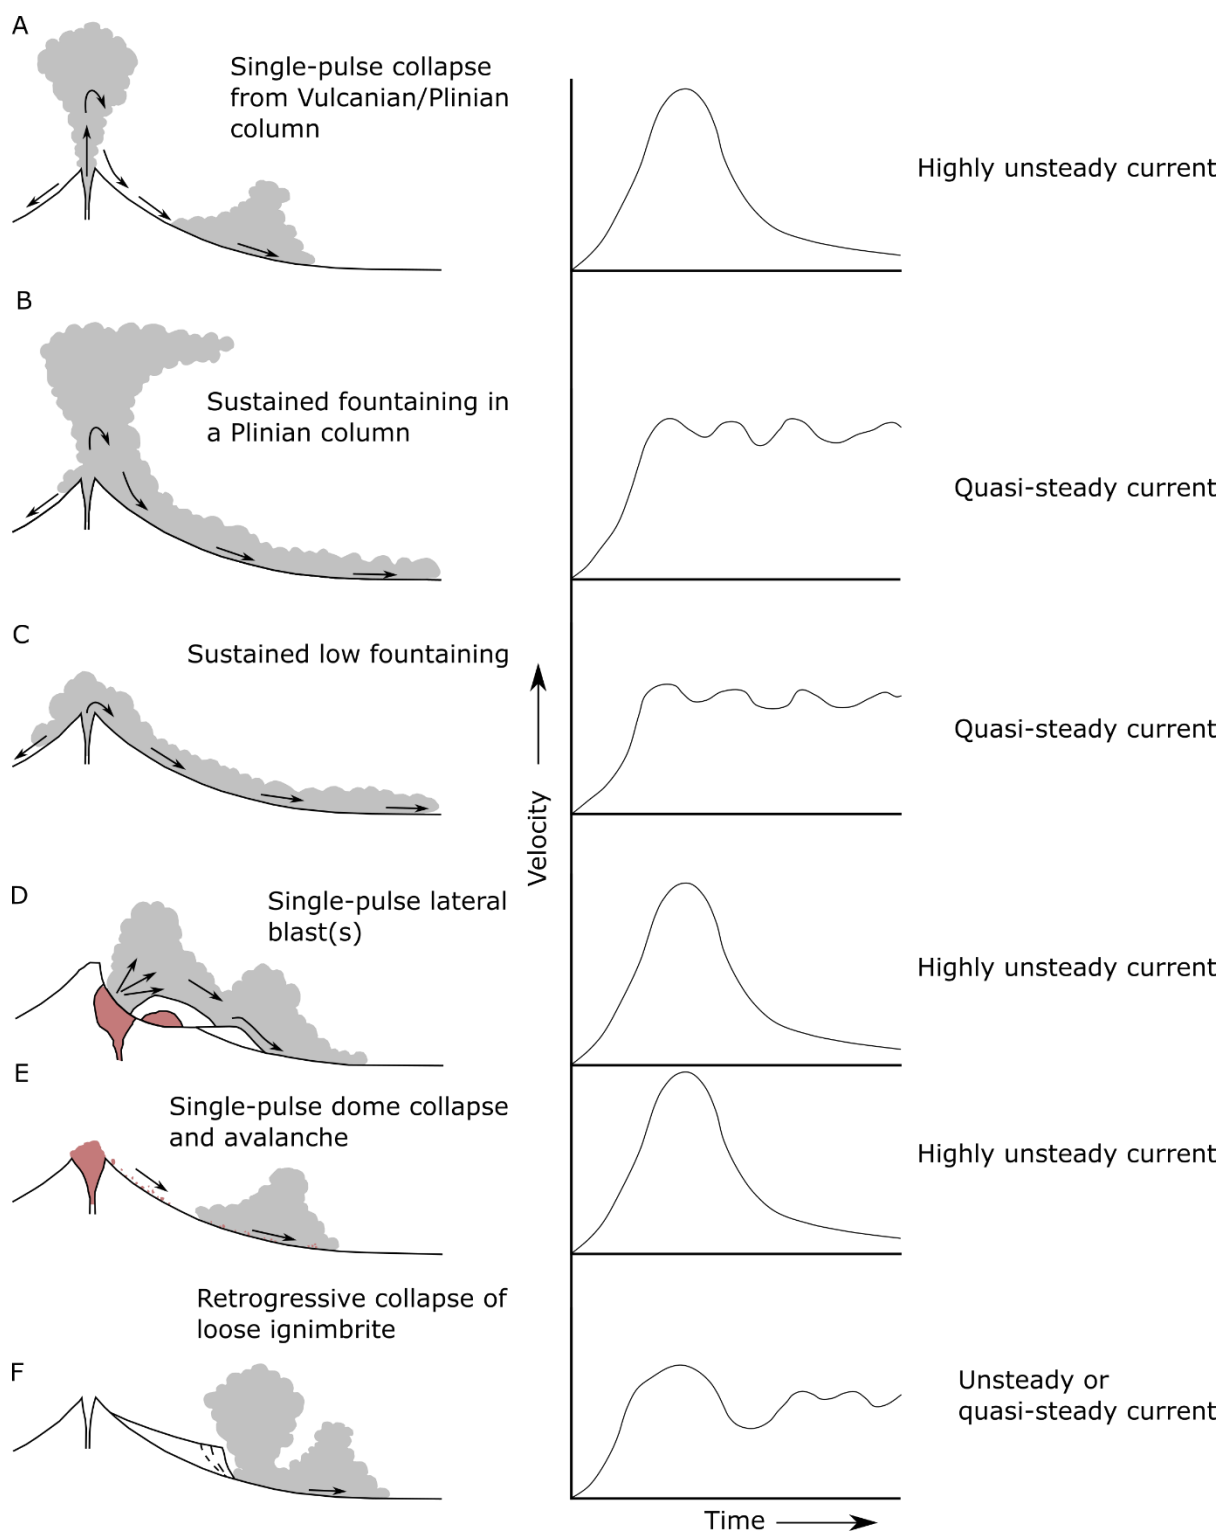 A
Single-pulse collapse
from Vulcanian/Plinian
column
Highly unsteady current
B
Sustained fountaining in
a Plinian column
Quasi-steady current
C
Sustained low fountaining
Quasi-steady current
Velocity
D
Single-pulse lateral
blast(s)
Highly unsteady current
E
Single-pulse dome collapse
and avalanche
Highly unsteady current
Retrogressive collapse of
loose ignimbrite
F
Unsteady or
quasi-steady current
Time